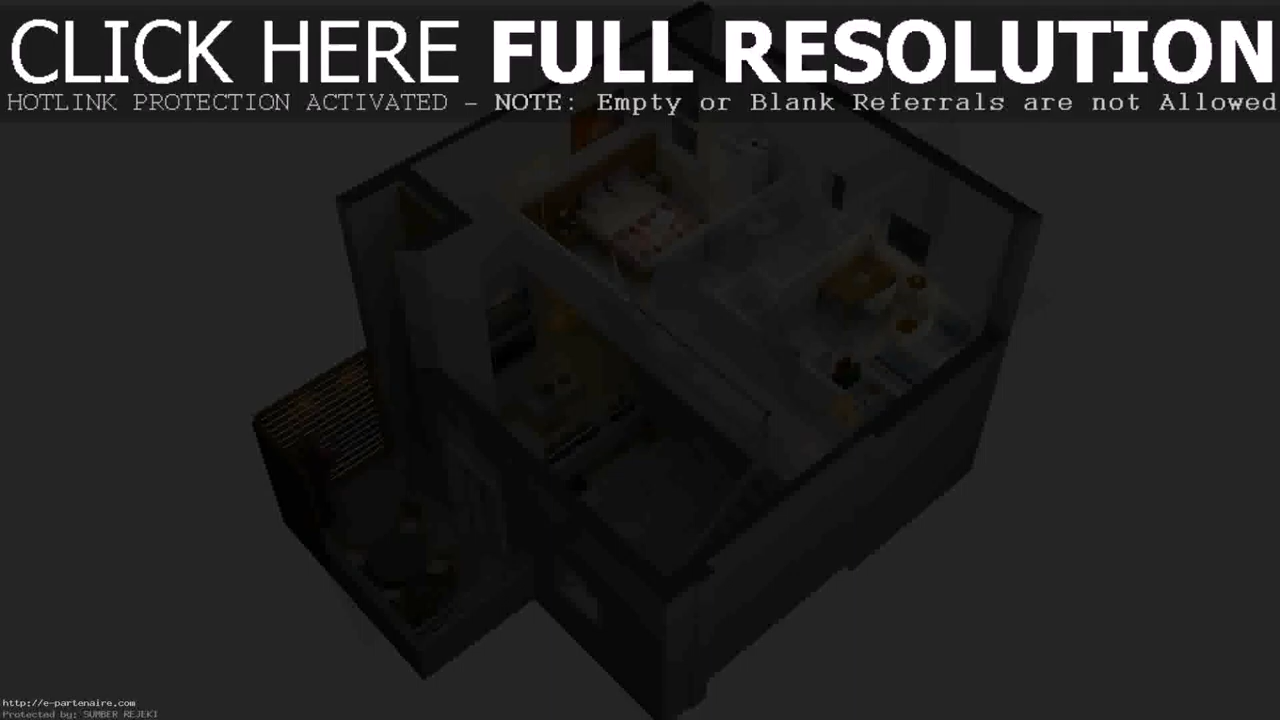 CLICK HERE FULL RESOLUTION
HOTLINK PROTECTION ACTIVATED – NOTE: Empty or Blank Referrals are not Allowed
http://e-partenaire.com
Protected by: SUMBER REJEKI